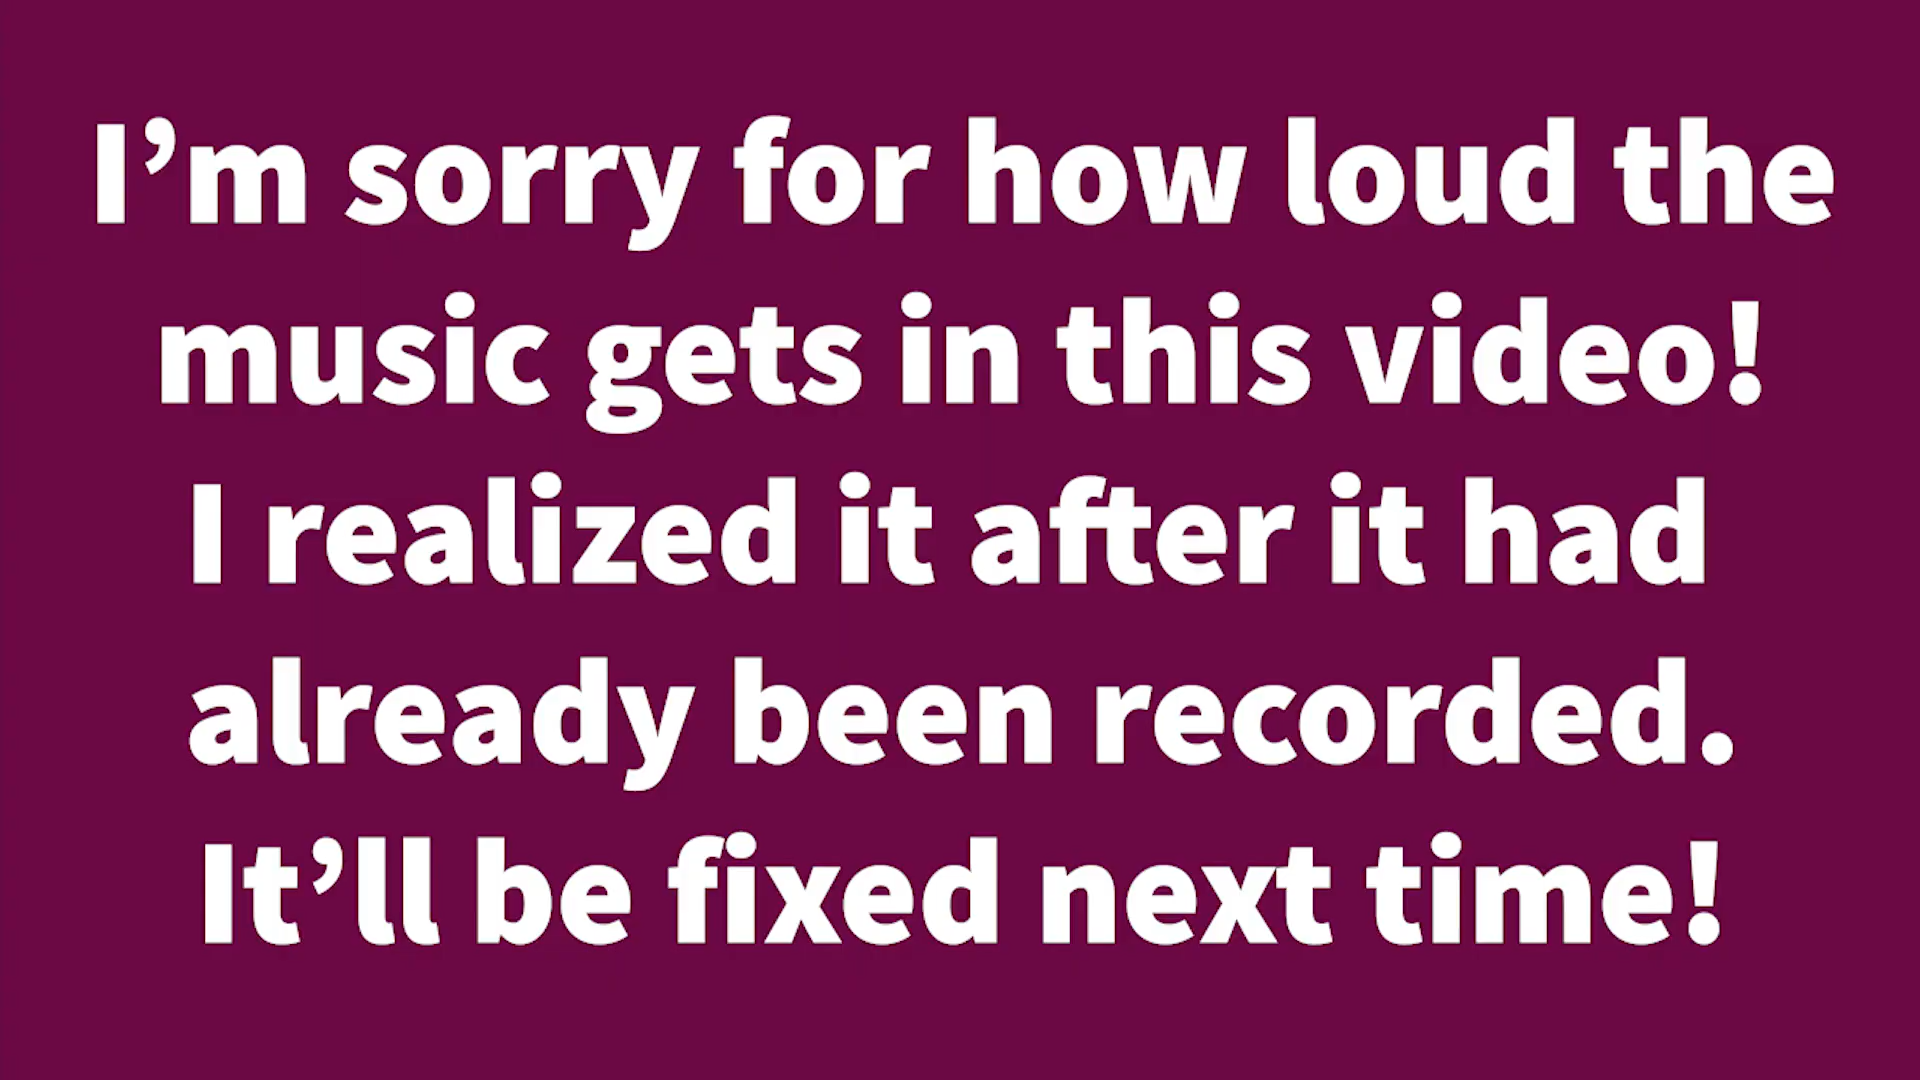 I’m sorry for how loud the
music gets in this video!
I realized it after it had
already been recorded.
It’ll be fixed next time!